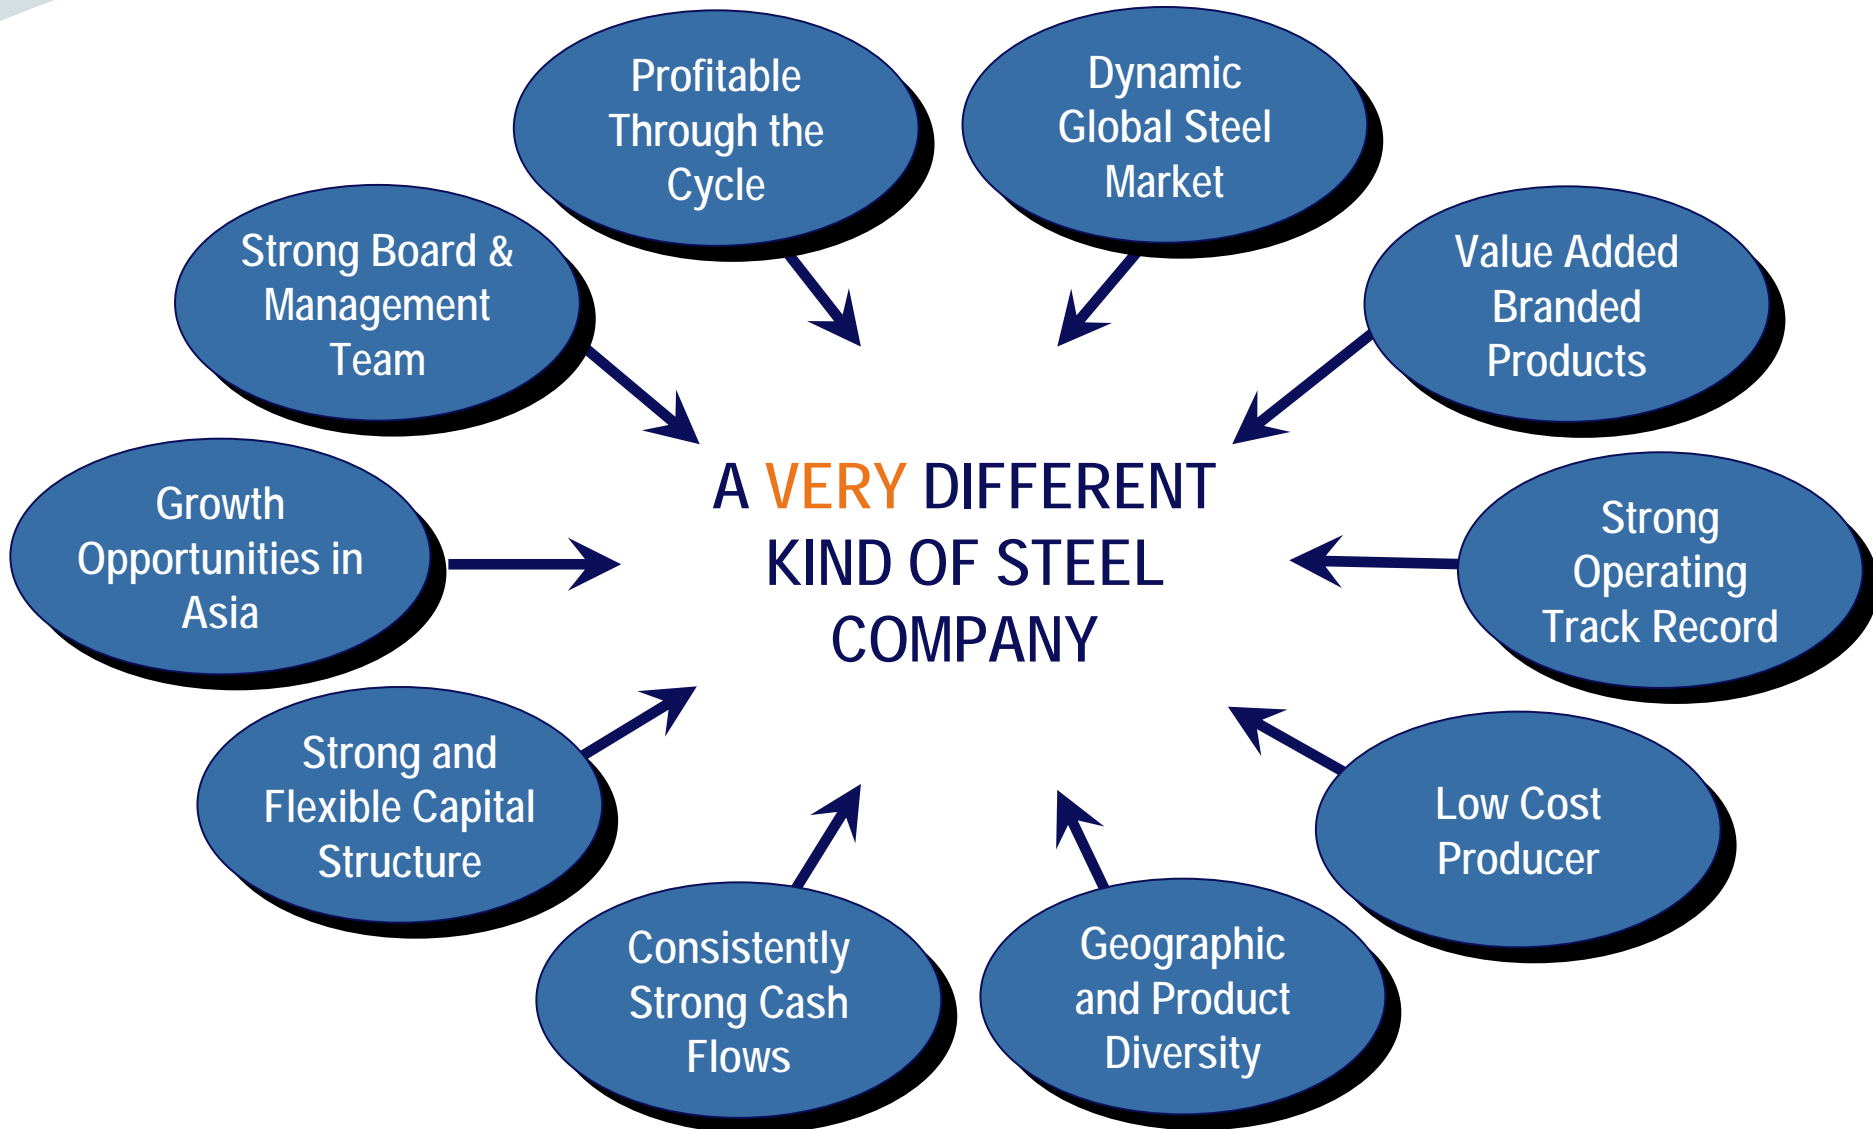 Profitable
Through the
Cycle
Dynamic
Global Steel
Market
Strong Board &
Management
Team
Value Added
Branded
Products
Growth
Opportunities in
Asia
A VERY DIFFERENT
KIND OF STEEL
COMPANY
Strong
Operating
Track Record
Strong and
Flexible Capital
Structure
Low Cost
Producer
Consistently
Strong Cash
Flows
Geographic
and Product
Diversity